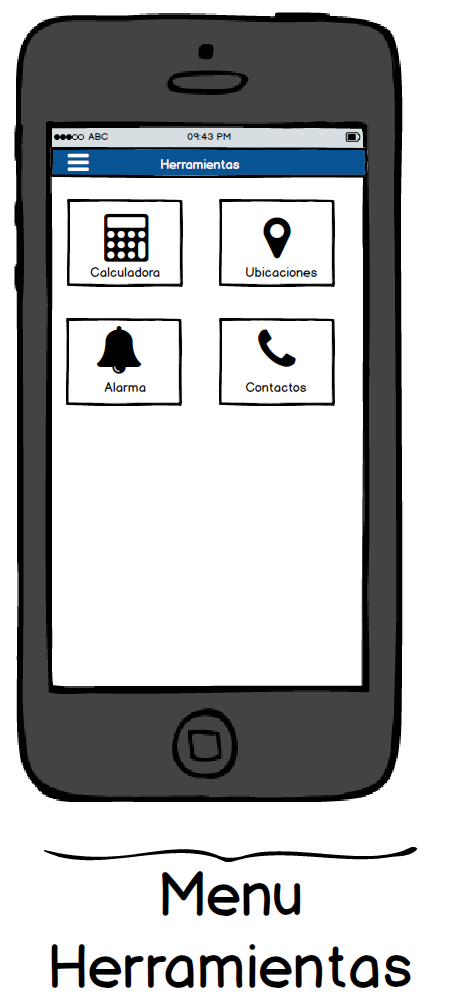 ABC 09:43 PM
Herramientas
Calculadora Ubicaciones
Alarma Contactos
Menu
Herramientas